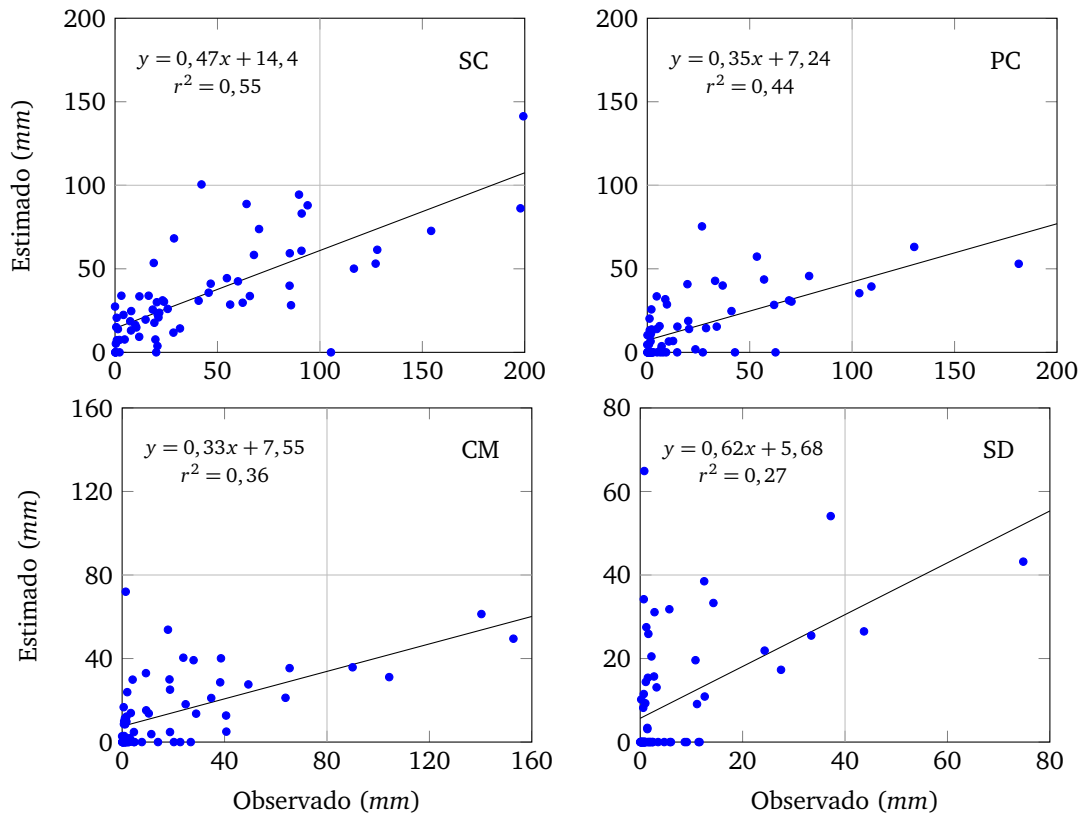 200
150
100
50
0
0 50 100 150 200
Estimado (mm)
y = 0, 47x + 14, 4
r² = 0, 55
SC
200
150
100
50
0
0 50 100 150 200
y = 0, 35x + 7, 24
r² = 0, 44
PC
160
120
80
40
0
0 40 80 120 160
Estimado (mm)
Observado (mm)
y = 0, 33x + 7, 55
r² = 0, 36
CM
80
60
40
20
0
0 20 40 60 80
Observado (mm)
y = 0, 62x + 5, 68
r² = 0, 27
SD